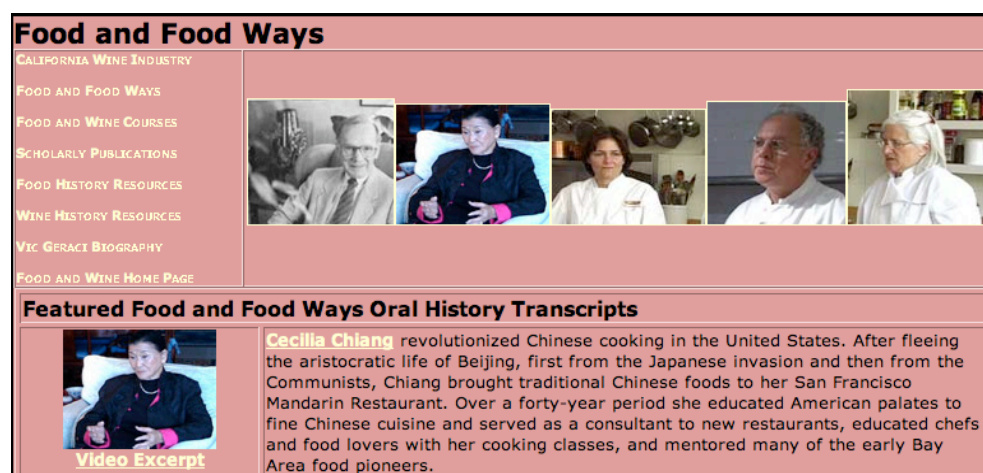 Food and Food Ways
California Wine Industry
Food and Food Ways
Food and Wine Courses
Scholarly Publications
Food History Resources
Wine History Resources
Vic Geraci Biography
Food and Wine Home Page
Featured Food and Food Ways Oral History Transcripts
Video Excerpt
Cecilia Chiang revolutionized Chinese cooking in the United States. After fleeing
the aristocratic life of Beijing, first from the Japanese invasion and then from the
Communists, Chiang brought traditional Chinese foods to her San Francisco
Mandarin Restaurant. Over a forty-year period she educated American palates to
fine Chinese cuisine and served as a consultant to new restaurants, educated chefs
and food lovers with her cooking classes, and mentored many of the early Bay
Area food pioneers.